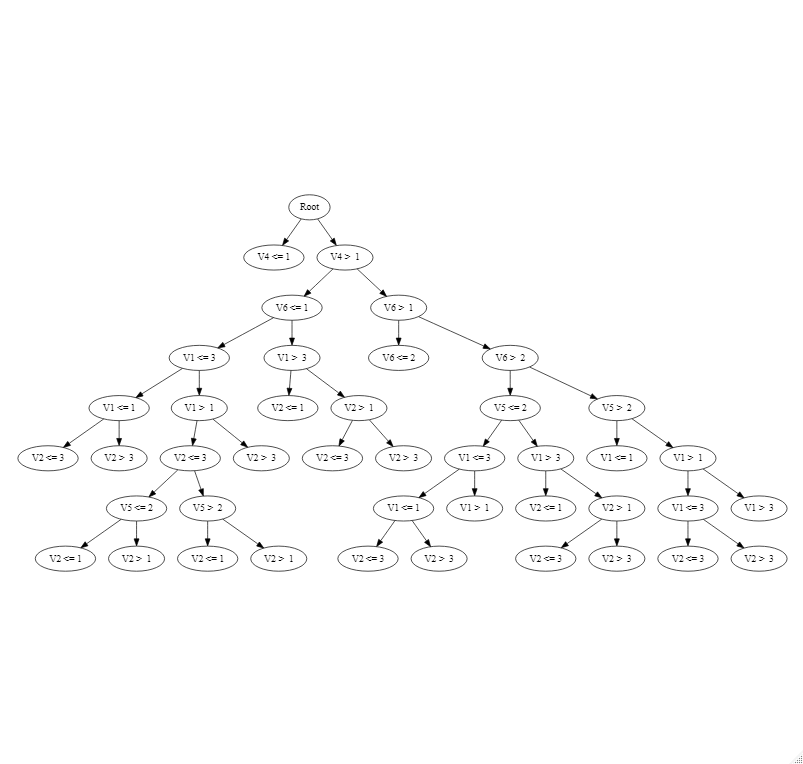 Root
V4 <= 1 V4 > 1
V6 <= 1 V6 > 1
V1 <= 3 V1 > 3 V6 <= 2 V6 > 2
V1 <= 1 V1 > 1 V2 <= 1 V2 > 1 V5 <= 2 V5 > 2
V2 <= 3 V2 > 3 V2 <= 3 V2 > 3 V2 <= 3 V2 > 3 V1 <= 3 V1 > 3 V1 <= 1 V1 > 1
V5 <= 2 V5 > 2 V1 <= 1 V1 > 1 V2 <= 1 V2 > 1 V1 <= 3 V1 > 3
V2 <= 1 V2 > 1 V2 <= 1 V2 > 1 V2 <= 3 V2 > 3 V2 <= 3 V2 > 3 V2 <= 3 V2 > 3